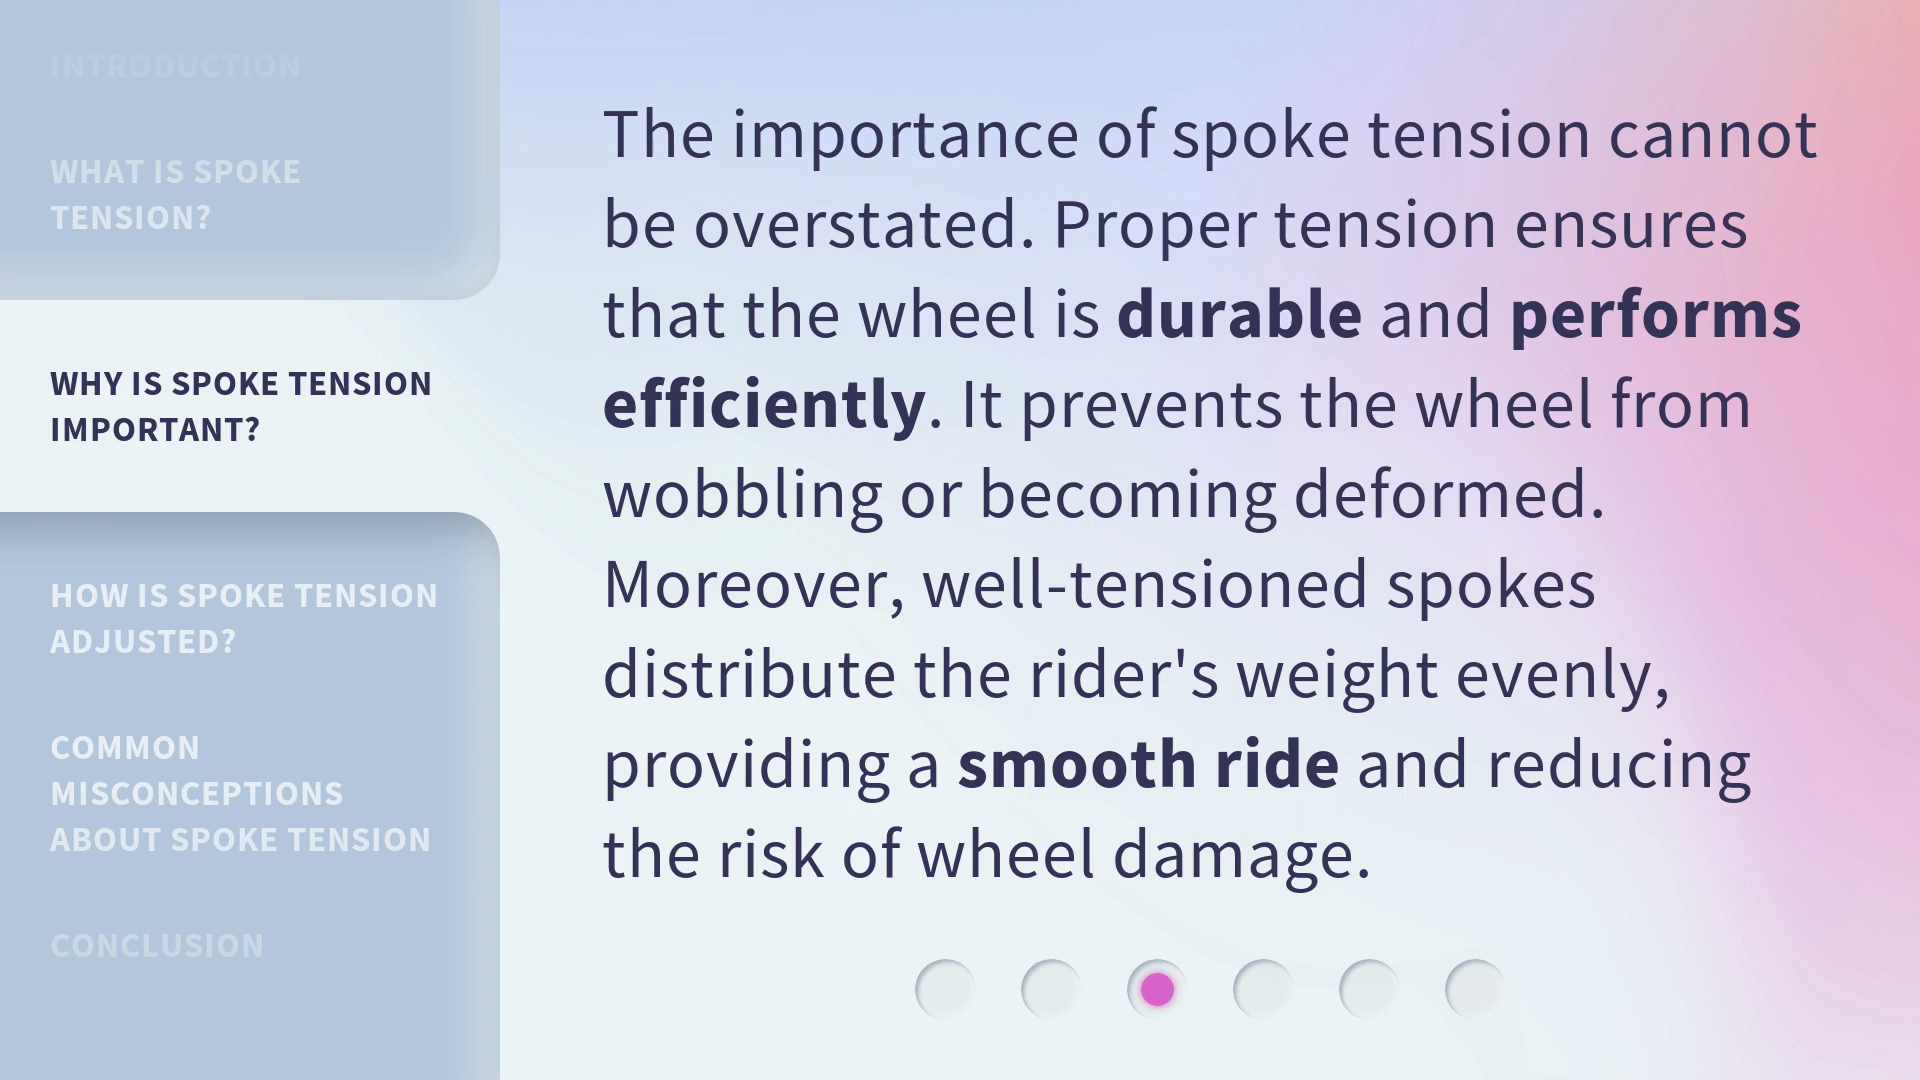 INTRODUCTION
WHAT IS SPOKE
TENSION?
WHY IS SPOKE TENSION
IMPORTANT?
HOW IS SPOKE TENSION
ADJUSTED?
COMMON
MISCONCEPTIONS
ABOUT SPOKE TENSION
CONCLUSION
The importance of spoke tension cannot
be overstated. Proper tension ensures
that the wheel is durable and performs
efficiently. It prevents the wheel from
wobbling or becoming deformed.
Moreover, well-tensioned spokes
distribute the rider's weight evenly,
providing a smooth ride and reducing
the risk of wheel damage.